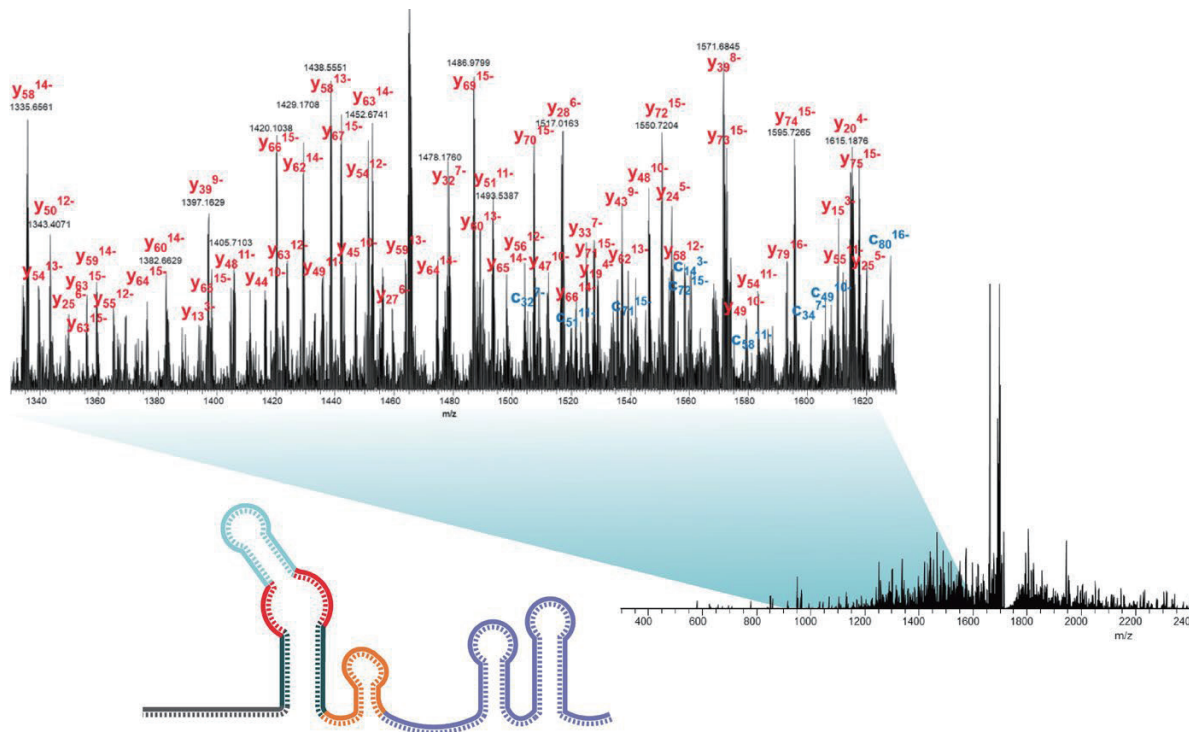 1571.6845
y39 8-
1438.5551
y58 13-
1486.9799
y69 15-
y63 14-
1452.6741
y58 14-
1335.6561
1429.1708
1420.1038
y66 15-
y67 15-
y62 14-
y54 12-
y28 6-
1517.0163
y70 15-
y72 15-
1550.7204
y73 15-
y74 15-
1595.7265
y20 4-
1615.1876
y75 15-
1478.1760
y32 7-
y51 11-
1493.5387
y48 10-
y24 5-
y39 9-
1397.1629
y50 12-
1343.4071
y43 9-
y60 13-
y33 7-
y15 3-
y60 14-
1382.6629
1405.7103
y48 11-
y63 12-
y45 10-
y59 13-
y56 12-
y71 15-
y58 12-
y79 16-
y55 11-
c80 16-
y59 14-
y54 13-
y63 15-
y64 15-
y44 10-
y49 11-
y64 14-
y65 14-
y47 10-
y19 4-
y62 13-
c14 3-
y25 5-
y25 6-
y55 12-
y13 3-
y27 6-
c32 7-
y66 14-
c72 15-
y54 11-
c49 10-
y63 15-
c51 11-
c71 15-
y49 10-
c34 7-
c58 11-
1340 1360 1380 1400 1420 1440 1460 1480 1500 1520 1540 1560 1580 1600 1620
m/z
400 600 800 1000 1200 1400 1600 1800 2000 2200
m/z